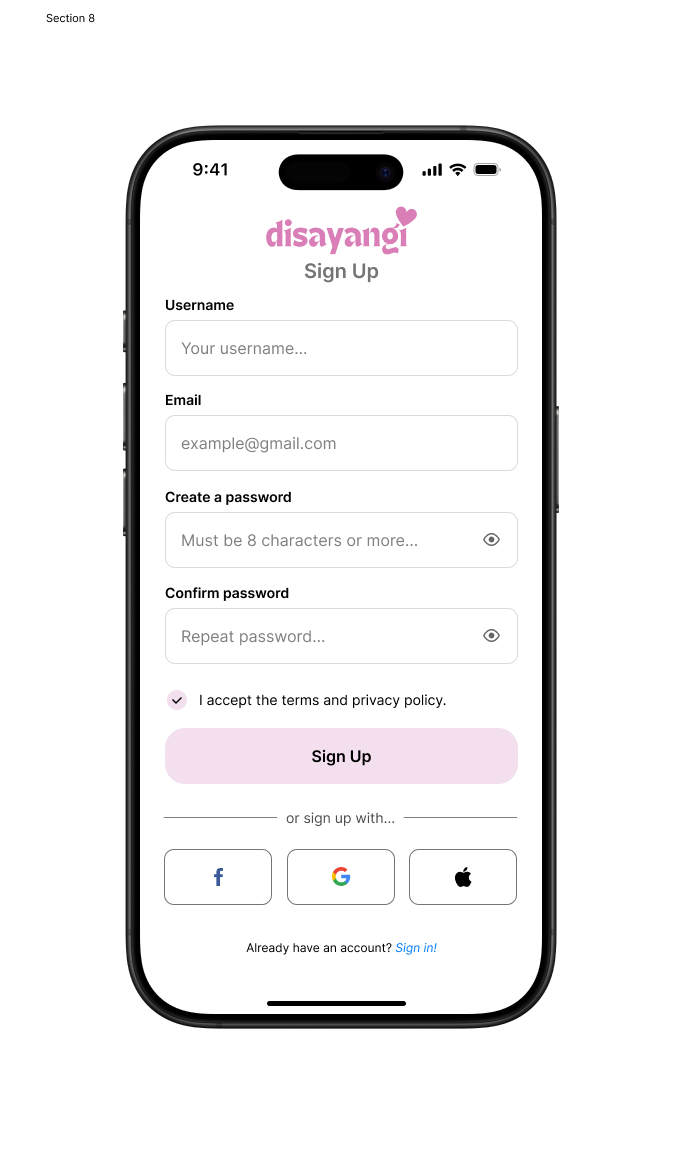 Section 8
9:41
disayangi
Sign Up
Username
Your username...
Email
example@gmail.com
Create a password
Must be 8 characters or more...
Confirm password
Repeat password...
I accept the terms and privacy policy.
Sign Up
or sign up with...
Already have an account? Sign in!